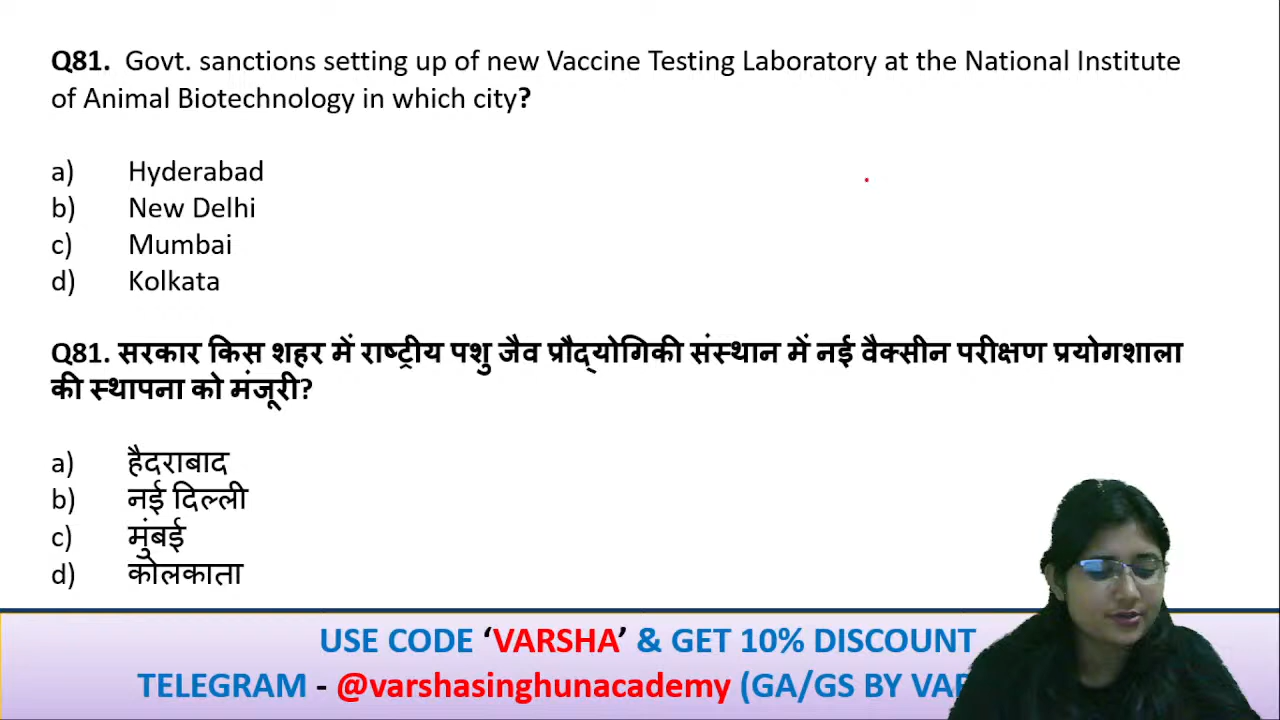 Q81. Govt. sanctions setting up of new Vaccine Testing Laboratory at the National Institute
of Animal Biotechnology in which city?
a) Hyderabad
b) New Delhi
c) Mumbai
d) Kolkata
Q81. सरकार किस शहर में राष्ट्रीय पशु जैव प्रौद्योगिकी संस्थान में नई वैक्सीन परीक्षण प्रयोगशाला
की स्थापना को मंजूरी?
a) हैदराबाद
b) नई दिल्ली
c) मुंबई
d) कोलकाता
USE CODE ‘VARSHA’ & GET 10% DISCOUNT
TELEGRAM - @varshasinghunacademy (GA/GS BY